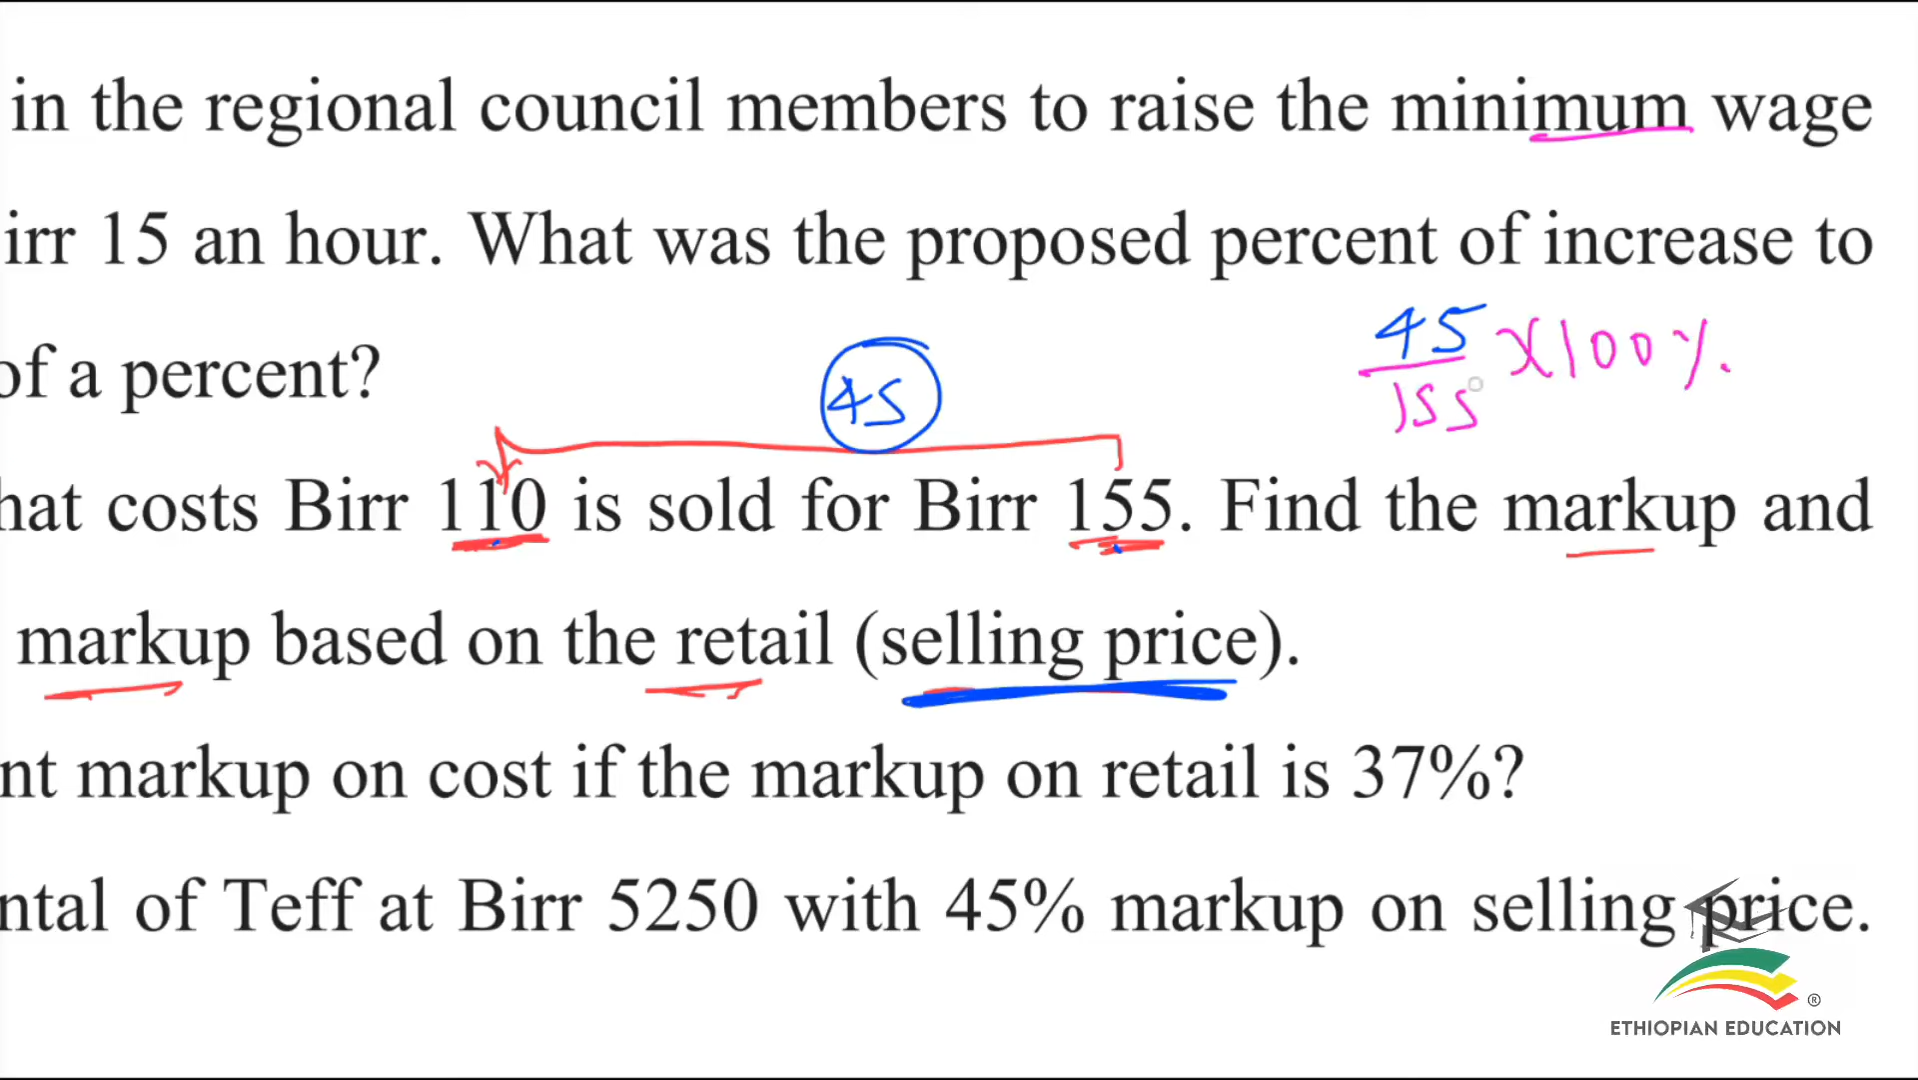 in the regional council members to raise the minimum wage
irr 15 an hour. What was the proposed percent of increase to
45
155 X100%.
of a percent?
45
hat costs Birr 110 is sold for Birr 155. Find the markup and
markup based on the retail (selling price).
nt markup on cost if the markup on retail is 37%?
ntal of Teff at Birr 5250 with 45% markup on selling price.
®
ETHIOPIAN EDUCATION